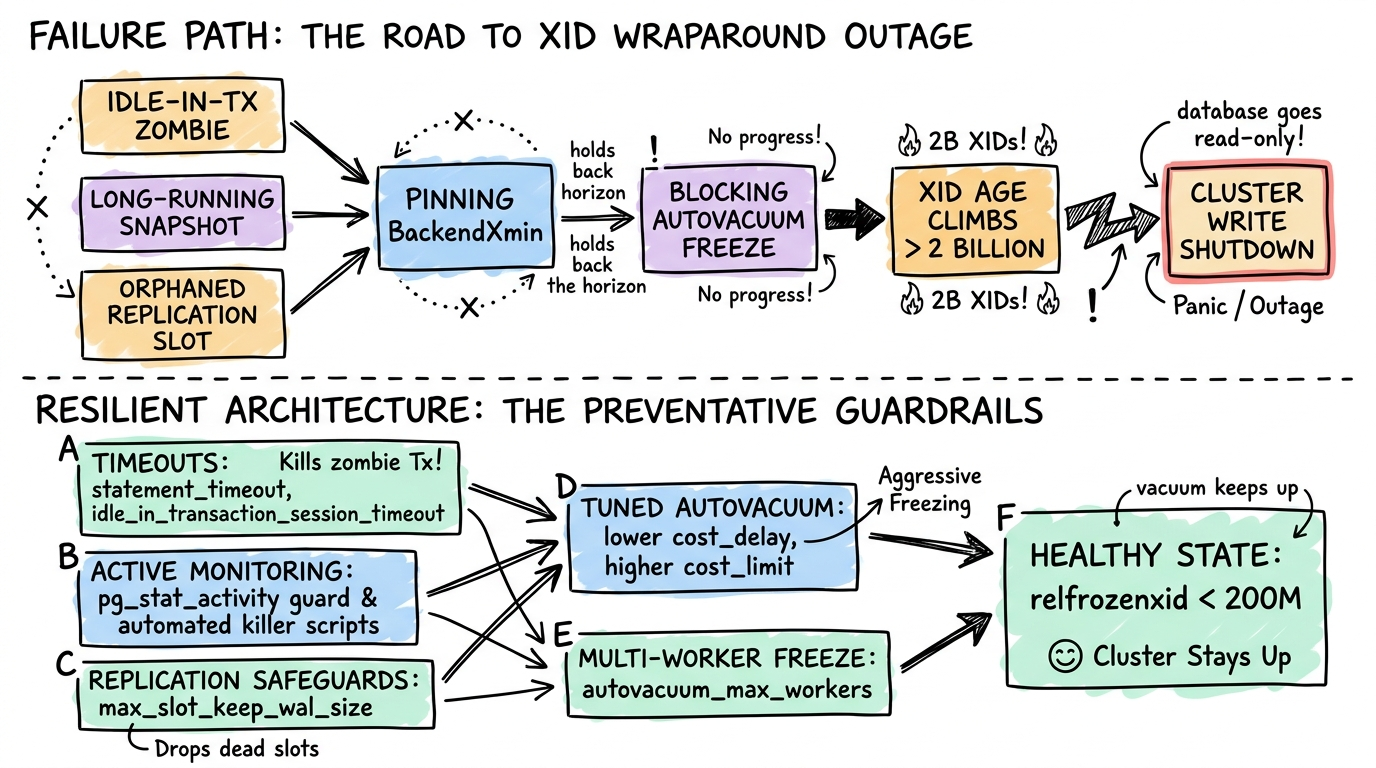 FAILURE PATH: THE ROAD TO XID WRAPAROUND OUTAGE
IDLE-IN-TX
ZOMBIE
X
LONG-RUNNING
SNAPSHOT
ORPHANED
REPLICATION
SLOT
X
PINNING
BackendXmin
X
holds
back
horizon
holds
back
the horizon
!
No progress!
BLOCKING
AUTOVACUUM
FREEZE
No progress!
2B XIDs!
XID AGE
CLIMBS
> 2 BILLION
2B XIDs!
!
database goes
read-only!
CLUSTER
WRITE
SHUTDOWN
Panic / Outage
RESILIENT ARCHITECTURE: THE PREVENTATIVE GUARDRAILS
A
TIMEOUTS: Kills zombie Tx!
statement_timeout,
idle_in_transaction_session_timeout
B
ACTIVE MONITORING:
pg_stat_activity guard &
automated killer scripts
C
REPLICATION SAFEGUARDS:
max_slot_keep_wal_size
Drops dead slots
D
TUNED AUTOVACUUM:
lower cost_delay,
higher cost_limit
Aggressive
Freezing
E
MULTI-WORKER FREEZE:
autovacuum_max_workers
vacuum keeps up
F
HEALTHY STATE:
relfrozenxid < 200M
Cluster Stays Up